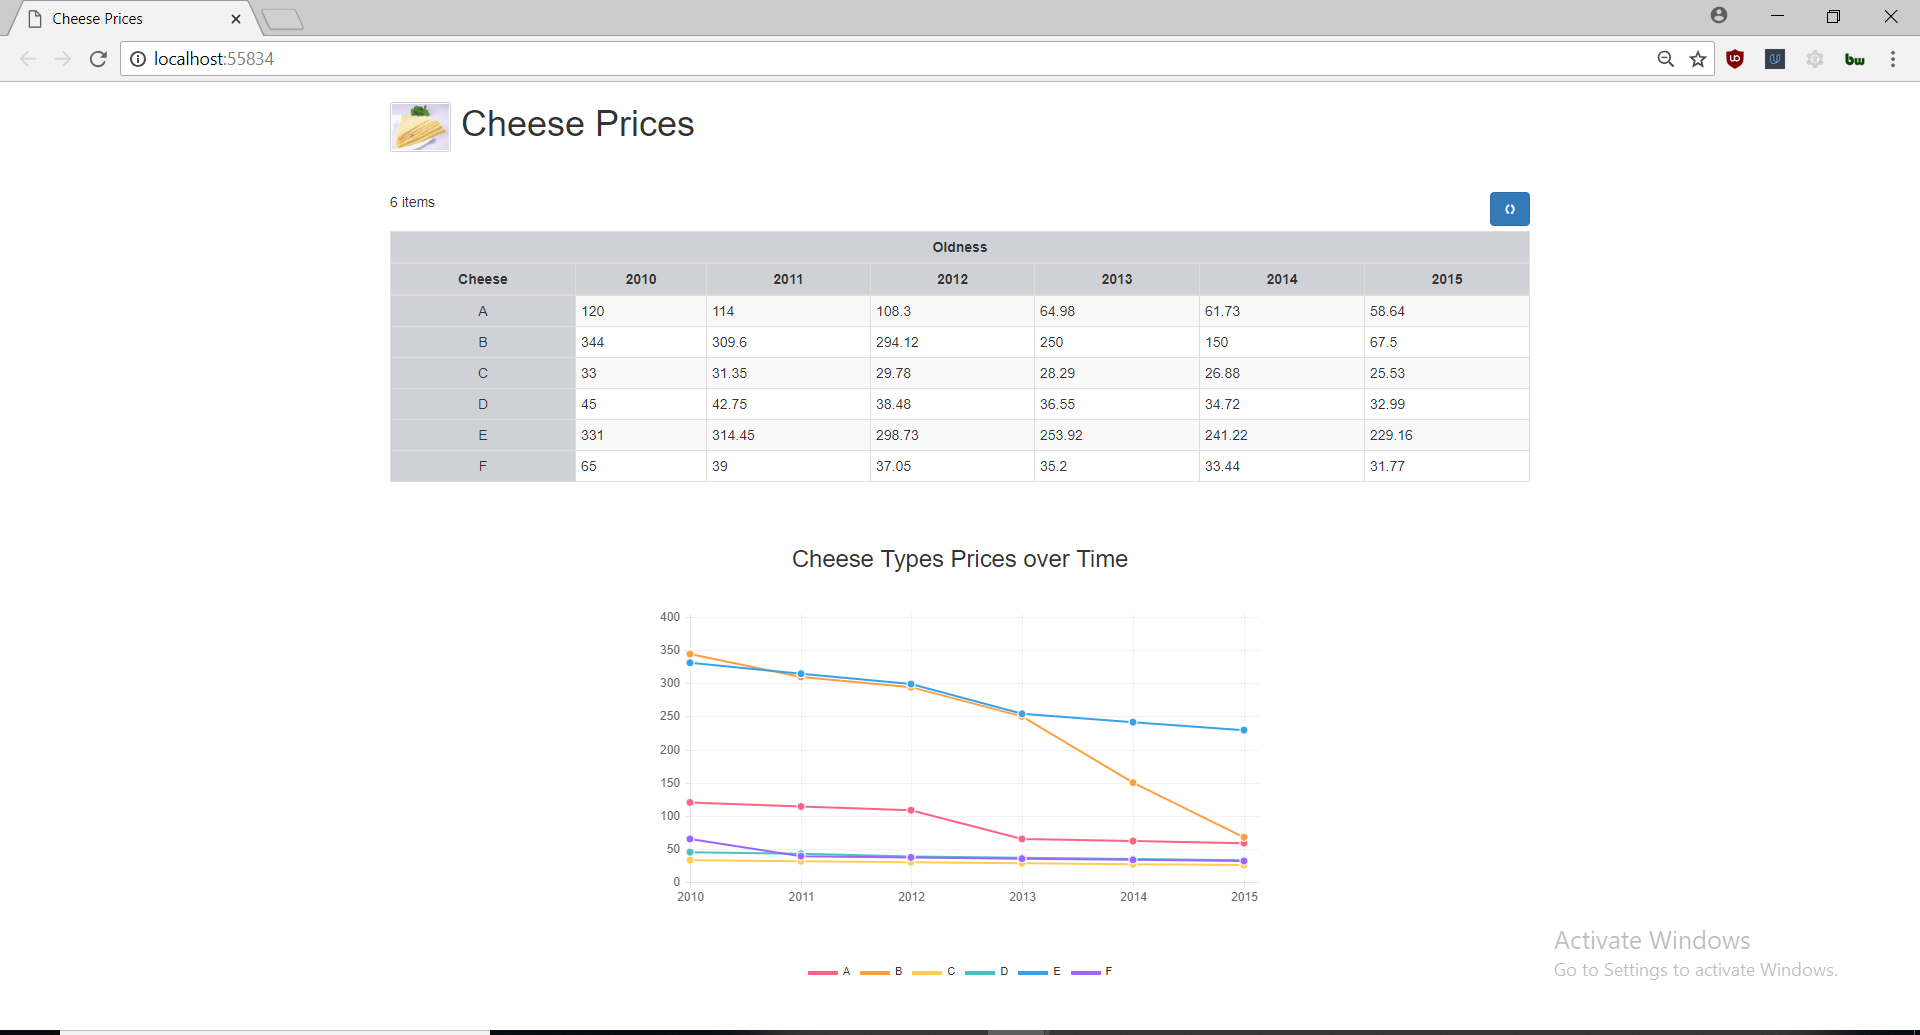 Cheese Prices
localhost:55834
Cheese Prices
6 items
Oldness
Cheese 2010 2011 2012 2013 2014 2015
A 120 114 108.3 64.98 61.73 58.64
B 344 309.6 294.12 250 150 67.5
C 33 31.35 29.78 28.29 26.88 25.53
D 45 42.75 38.48 36.55 34.72 32.99
E 331 314.45 298.73 253.92 241.22 229.16
F 65 39 37.05 35.2 33.44 31.77
Cheese Types Prices over Time
400
350
300
250
200
150
100
50
0
2010 2011 2012 2013 2014 2015
A B C D E F
Activate Windows
Go to Settings to activate Windows.
bw